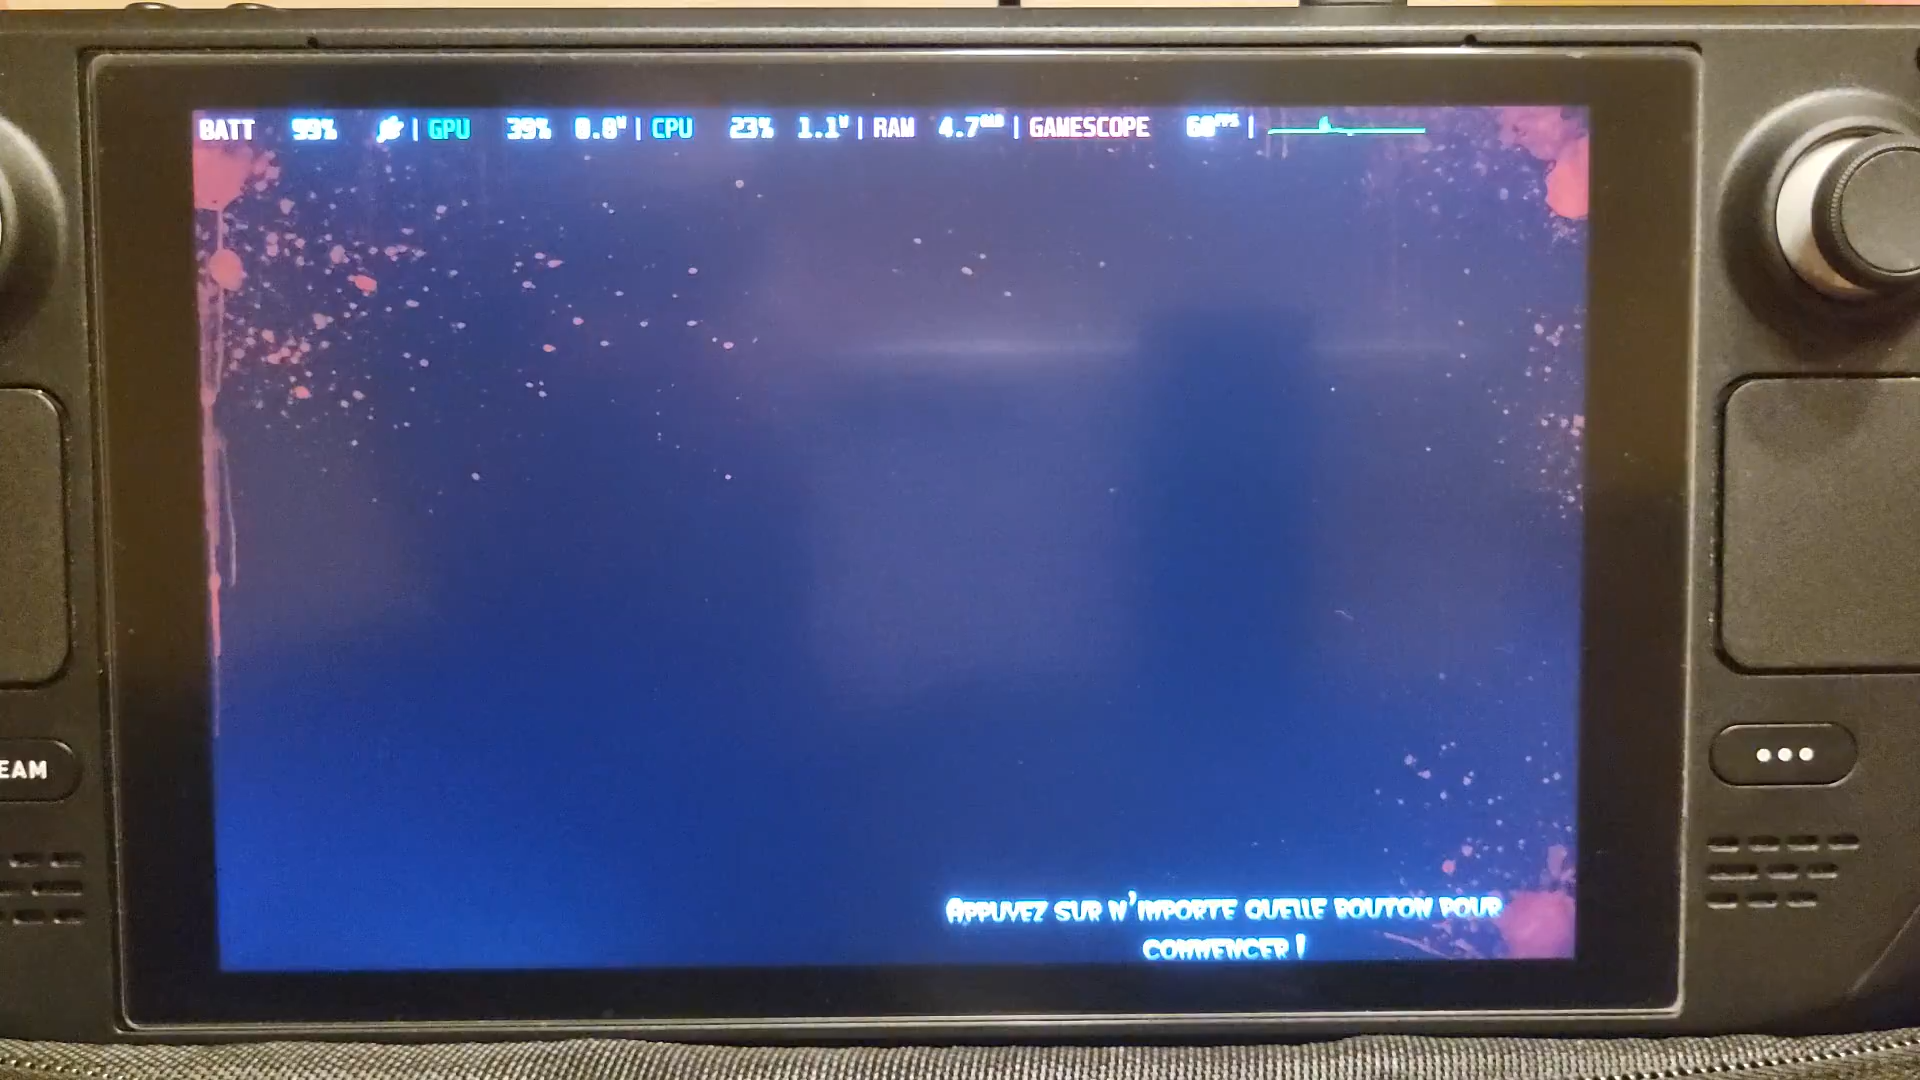 BATT 99% | GPU 39% 0.8W | CPU 23% 1.1W | RAM 4.7GiB | GAMESCOPE 60FPS |
EAM
APPUYEZ SUR N'IMPORTE QUELLE BOUTON POUR
COMMENCER !